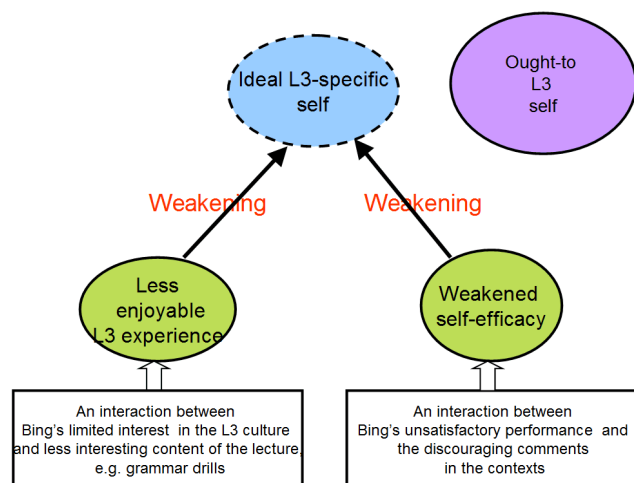 Ideal L3-specific
self
Ought-to
L3
self
Weakening
Weakening
Less
enjoyable
L3 experience
Weakened
self-efficacy
An interaction between
Bing's limited interest in the L3 culture
and less interesting content of the lecture,
e.g. grammar drills
An interaction between
Bing's unsatisfactory performance and
the discouraging comments
in the contexts